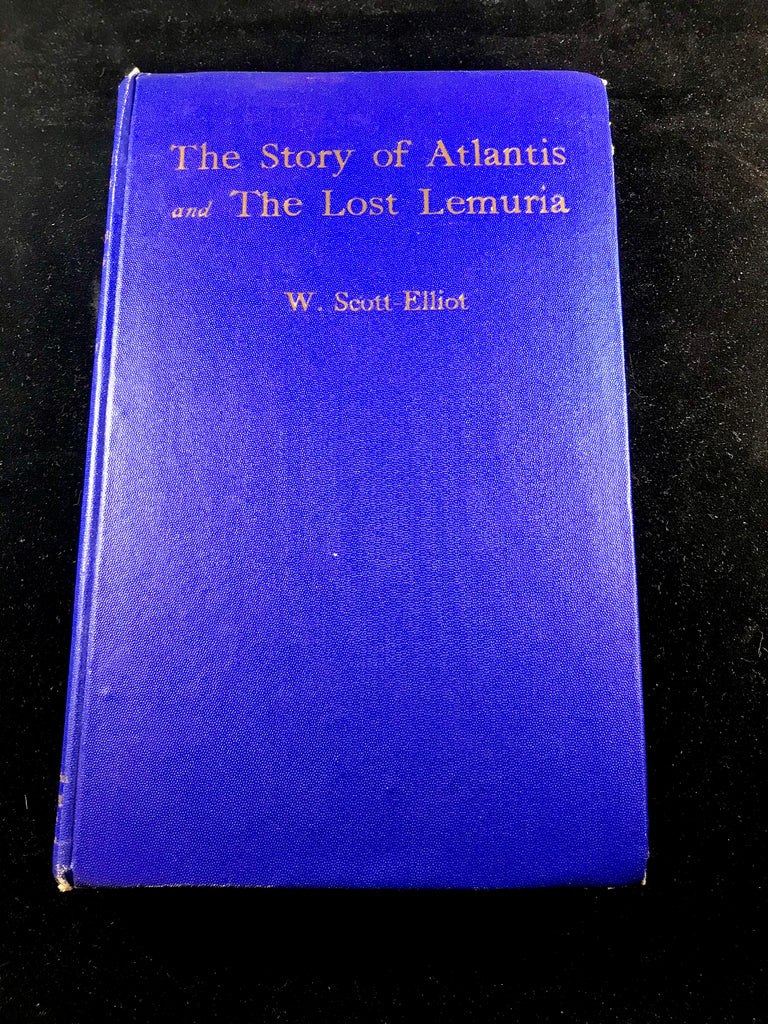 The Story of Atlantis
and The Lost Lemuria
W. Scott-Elliot